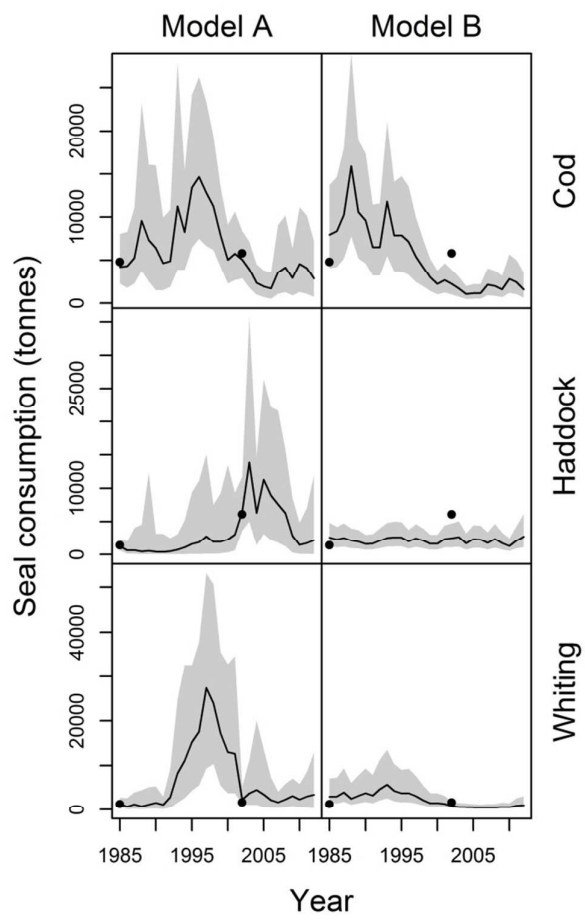 Model A Model B
Seal consumption (tonnes)
0 10000 20000
Cod
0 10000 25000
Haddock
0 20000 40000
Whiting
1985 1995 2005 1985 1995 2005
Year